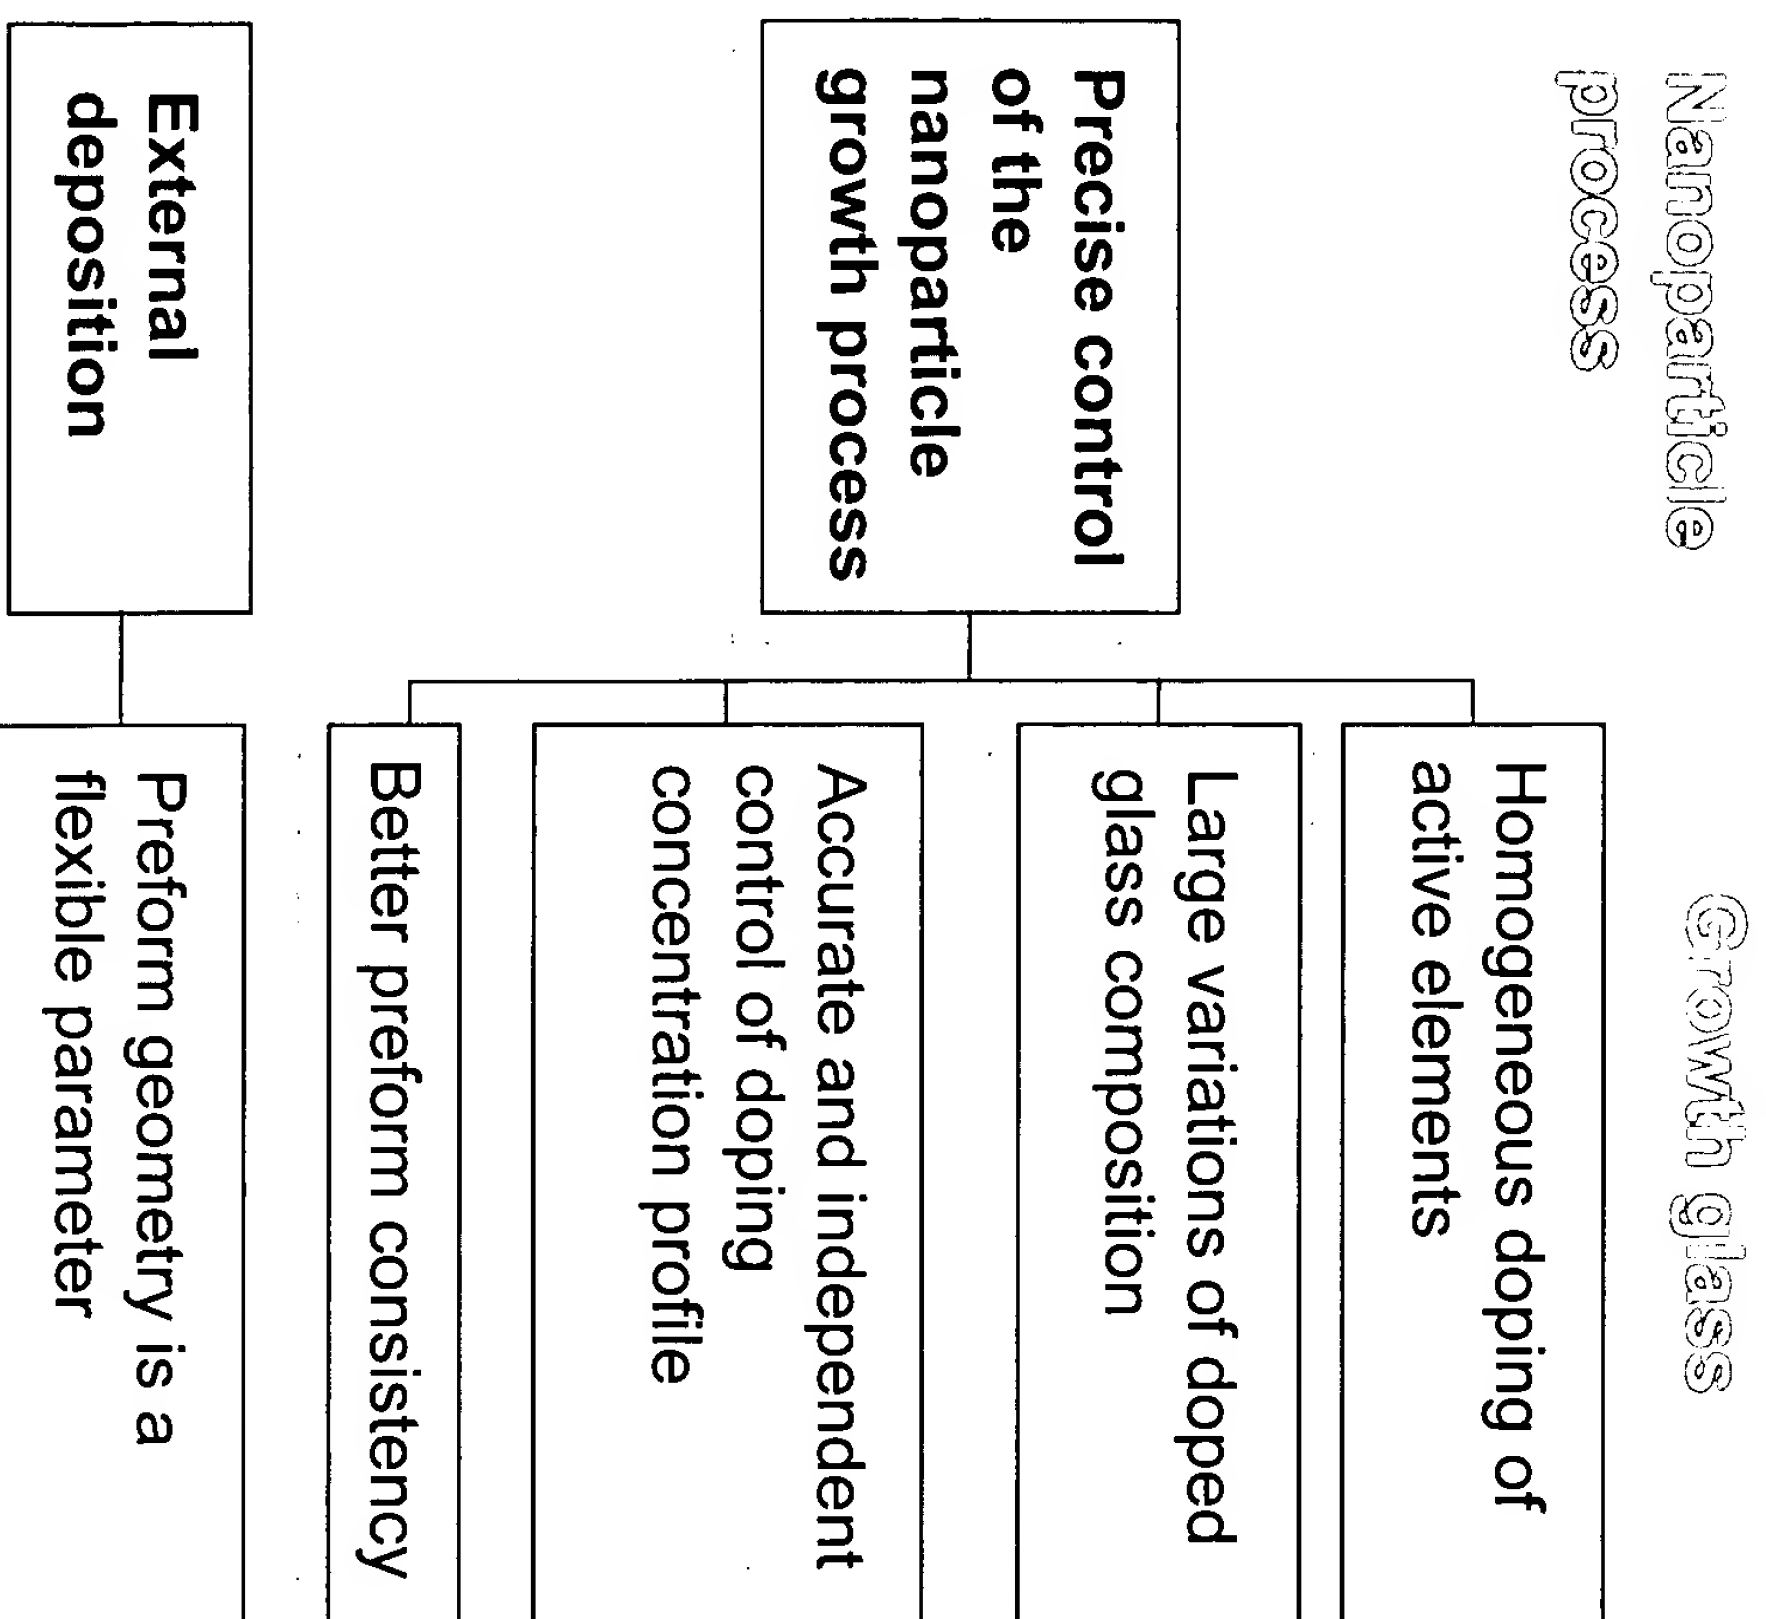 Nanoparticle
process
Growth glass
Precise control
of the
nanoparticle
growth process
Homogeneous doping of
active elements
Large variations of doped
glass composition
Accurate and independent
control of doping
concentration profile
Better preform consistency
External
deposition
Preform geometry is a
flexible parameter